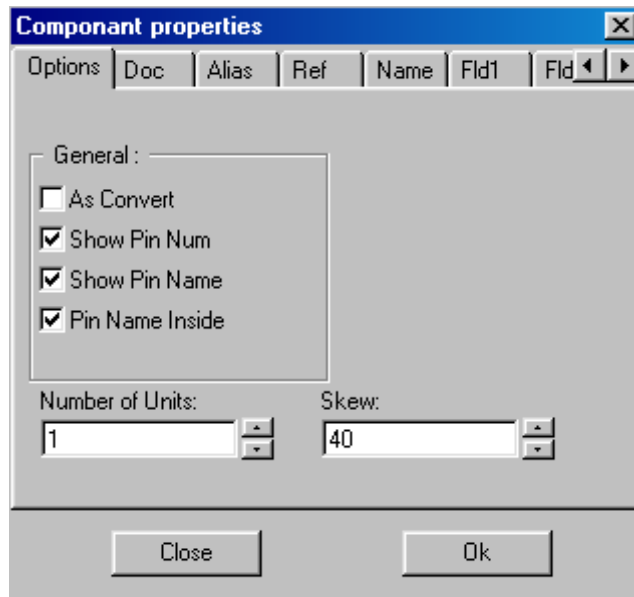 Componant properties
Options Doc Alias Ref Name Fld1 Fld
General :
As Convert
Show Pin Num
Show Pin Name
Pin Name Inside
Number of Units: Skew:
1 40
Close Ok